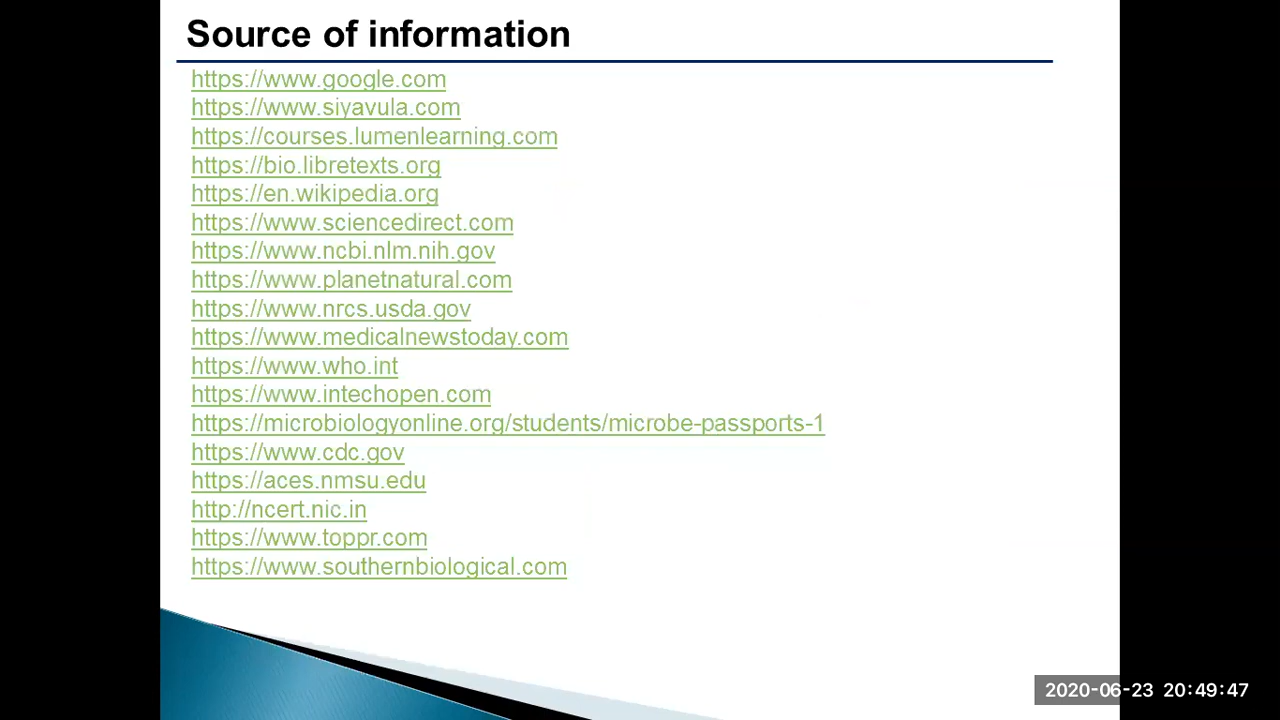 Source of information
https://www.google.com
https://www.siyavula.com
https://courses.lumenlearning.com
https://bio.libretexts.org
https://en.wikipedia.org
https://www.sciencedirect.com
https://www.ncbi.nlm.nih.gov
https://www.planetnatural.com
https://www.nrcs.usda.gov
https://www.medicalnewstoday.com
https://www.who.int
https://www.intechopen.com
https://microbiologyonline.org/students/microbe-passports-1
https://www.cdc.gov
https://aces.nmsu.edu
http://ncert.nic.in
https://www.toppr.com
https://www.southernbiological.com
2020-06-23 20:49:47